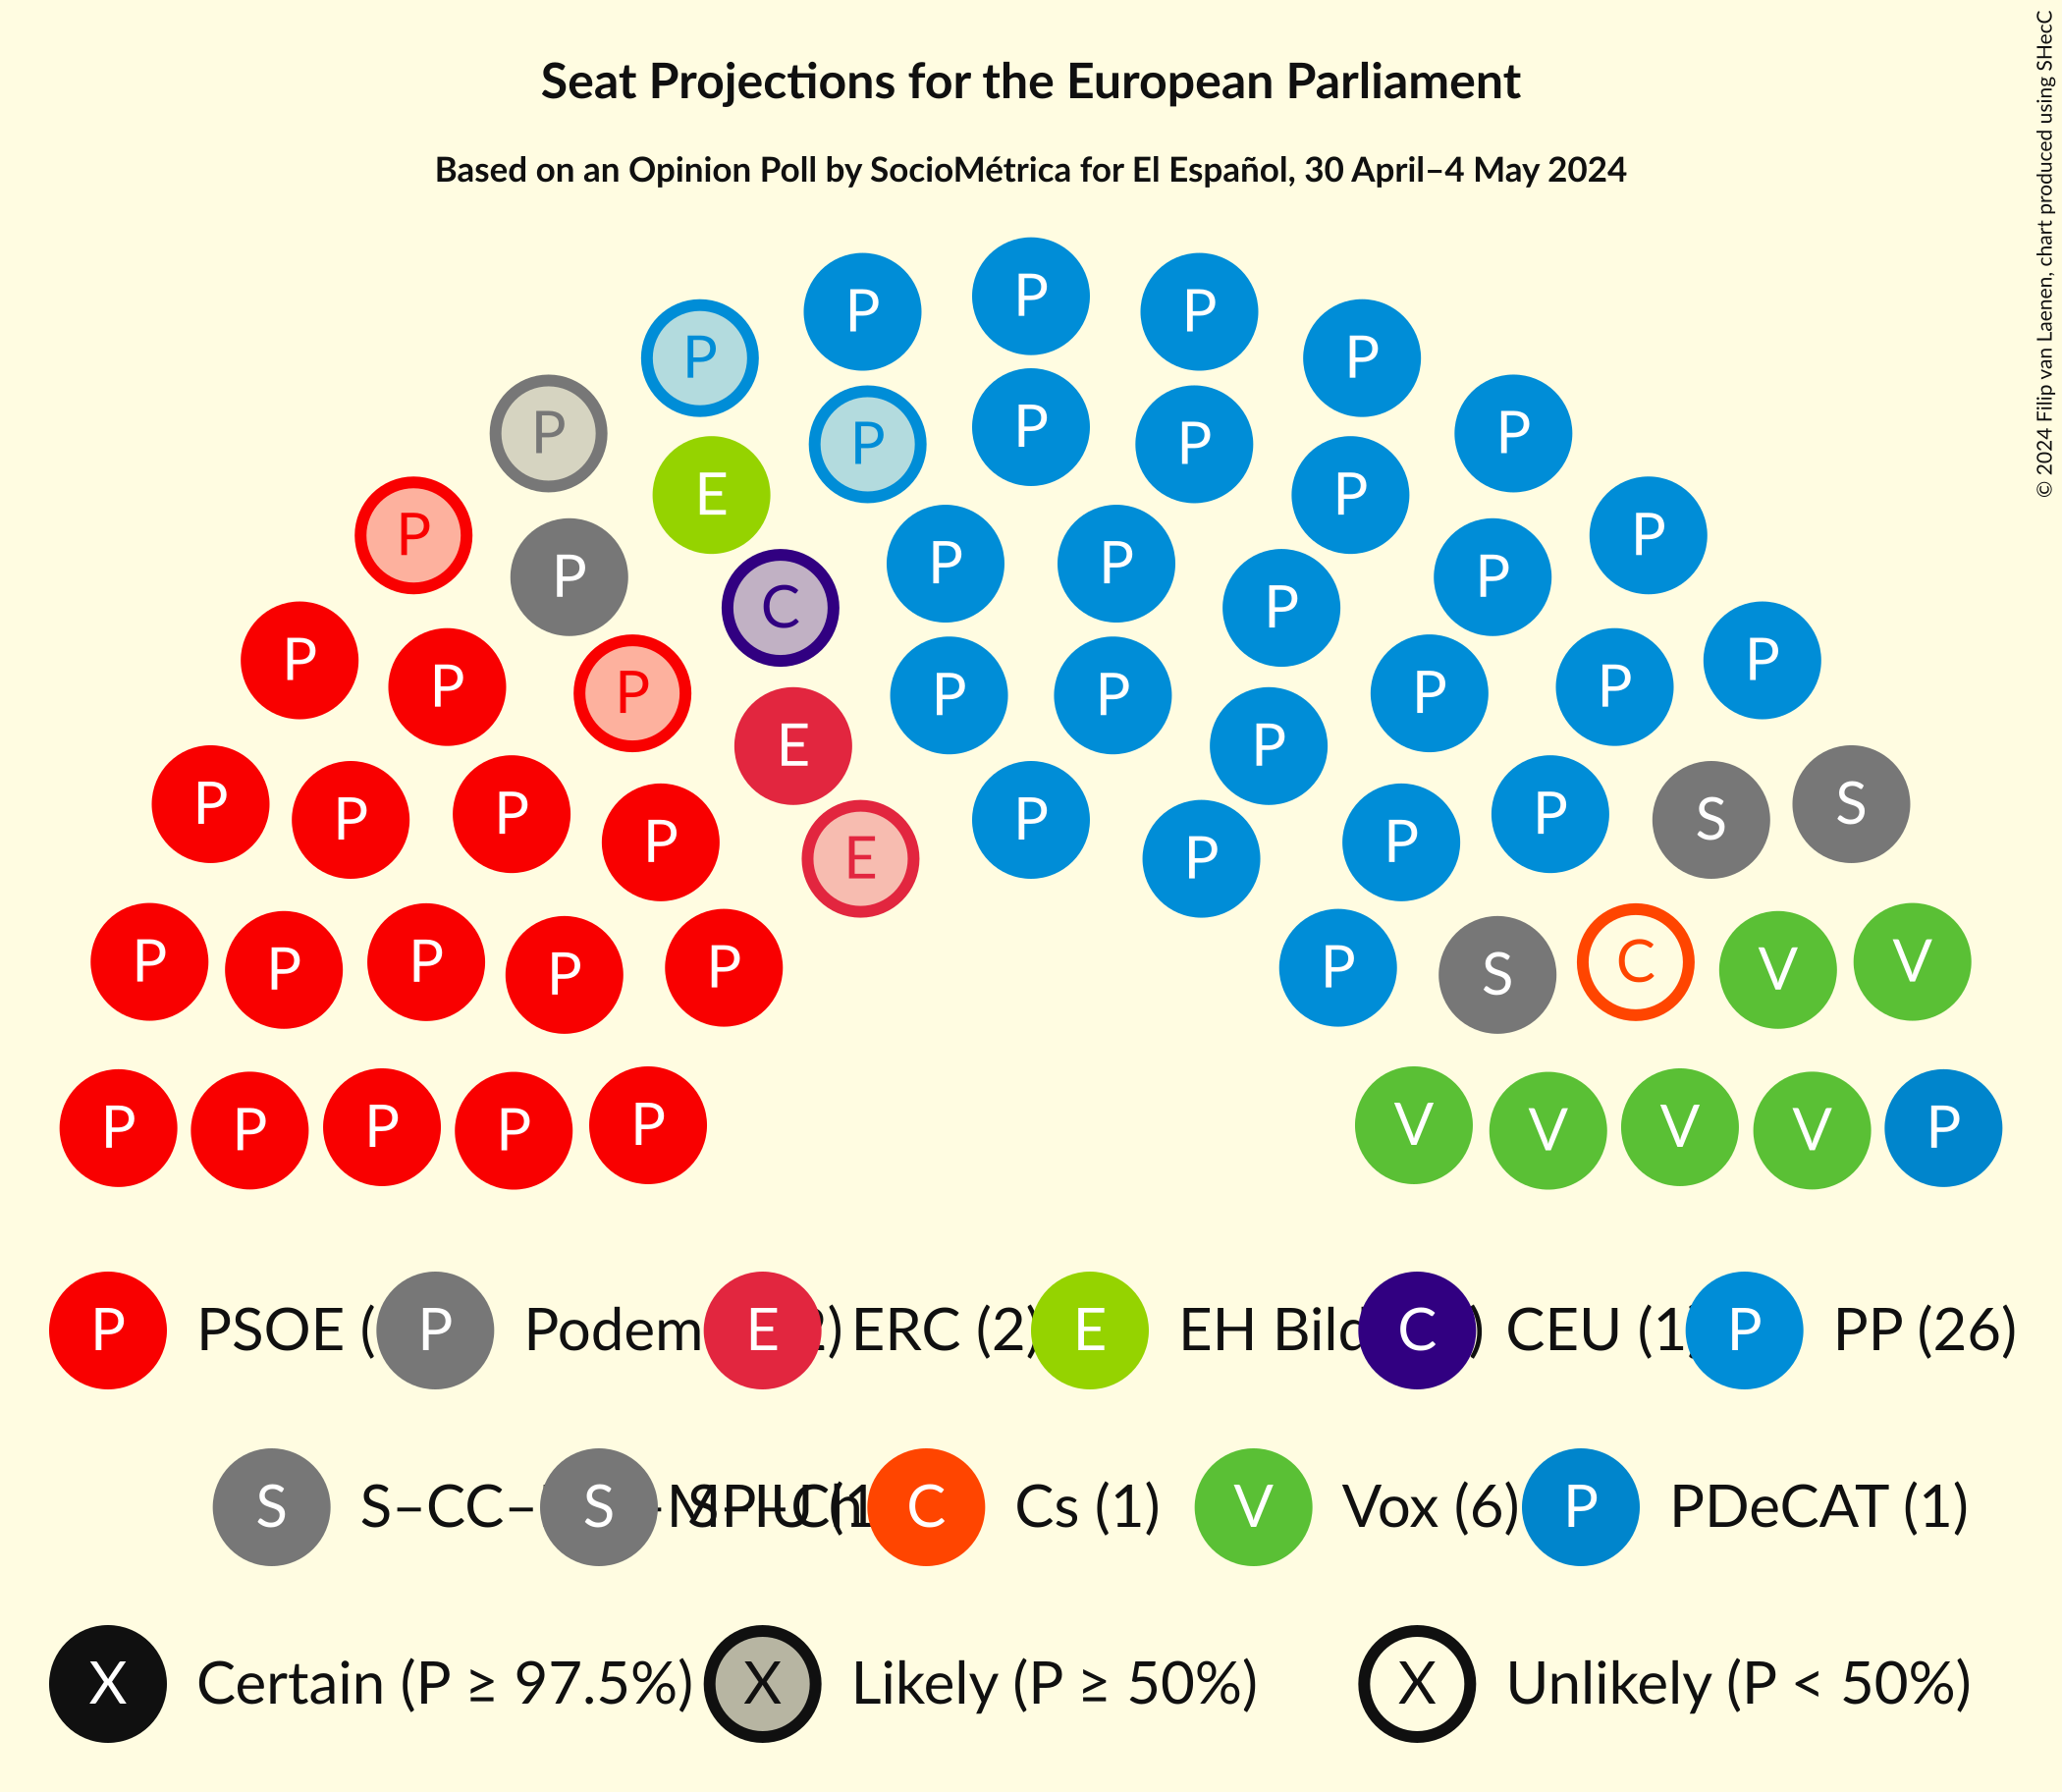 Seat Projections for the European Parliament
Based on an Opinion Poll by SocioMétrica for El Español, 30 April–4 May 2024
© 2024 Filip van Laenen, chart produced using SHecC
P
P P
P P
P P P P P
E P
P P P P
P C P P
P P P P P P P P
E P
P P P P P P P S S
E P
P P P P P P S C V V
P P P P P V V V V P
P PSOE ( P Podem E ERC (2) E EH Bild C CEU (1) P PP (26)
S S–CC– S C Cs (1) V Vox (6) P PDeCAT (1)
X Certain (P ≥ 97.5%) X Likely (P ≥ 50%) X Unlikely (P < 50%)